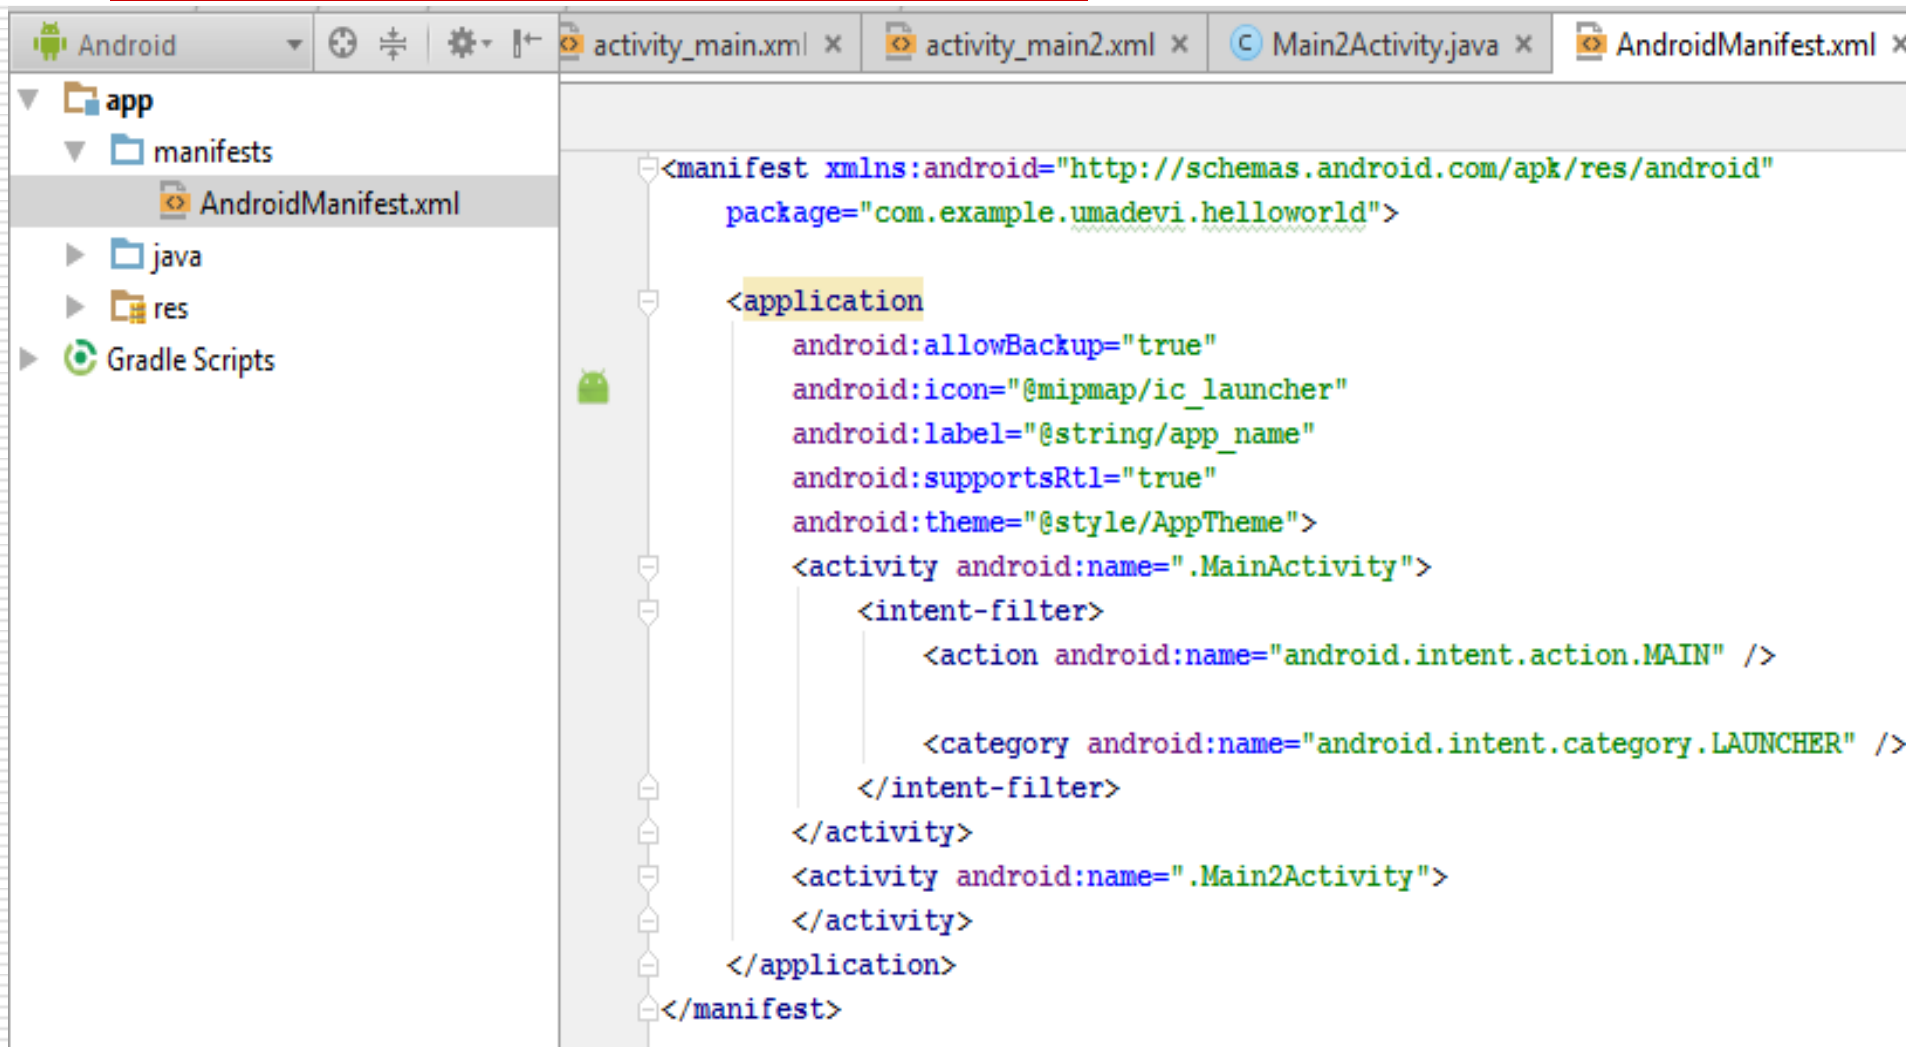 Android
activity_main.xml
activity_main2.xml
Main2Activity.java
AndroidManifest.xml
app
manifests
AndroidManifest.xml
java
res
Gradle Scripts
<manifest xmlns:android="http://schemas.android.com/apk/res/android"
package="com.example.umadevi.helloworld">
<application
android:allowBackup="true"
android:icon="@mipmap/ic_launcher"
android:label="@string/app_name"
android:supportsRtl="true"
android:theme="@style/AppTheme">
<activity android:name=".MainActivity">
<intent-filter>
<action android:name="android.intent.action.MAIN" />
<category android:name="android.intent.category.LAUNCHER" />
</intent-filter>
</activity>
<activity android:name=".Main2Activity">
</activity>
</application>
</manifest>